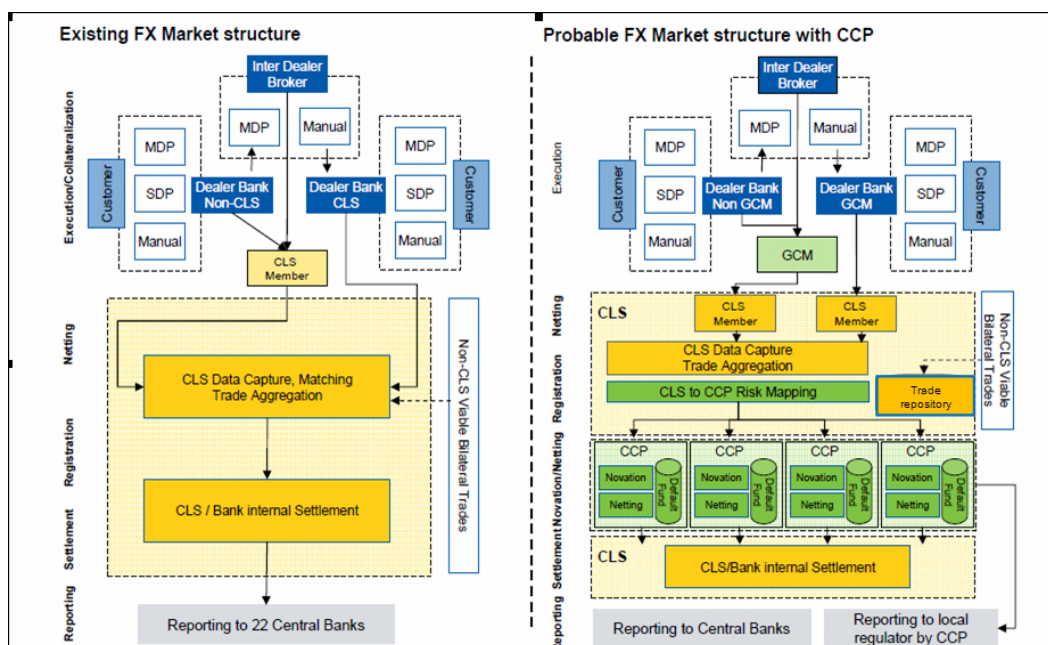 Existing FX Market structure
Inter Dealer
Broker
MDP
Manual
MDP
SDP
Manual
Customer
Dealer Bank
Non-CLS
Dealer Bank
CLS
MDP
SDP
Manual
Customer
CLS
Member
Execution/Collateralization
Netting
Registration
Settlement
Reporting
CLS Data Capture, Matching
Trade Aggregation
CLS / Bank internal Settlement
Non-CLS Viable Bilateral Trades
Reporting to 22 Central Banks
Probable FX Market structure with CCP
Inter Dealer
Broker
MDP
Manual
MDP
SDP
Manual
Customer
Dealer Bank
Non GCM
Dealer Bank
GCM
MDP
SDP
Manual
Customer
GCM
Execution
Netting
Registration
Novation/Netting
Settlement
Reporting
CLS
CLS
Member
CLS
Member
CLS Data Capture
Trade Aggregation
CLS to CCP Risk Mapping
Trade
repository
Non-CLS Viable
Bilateral Trades
CCP
Novation
Netting
Default
Fund
CCP
Novation
Netting
Default
Fund
CCP
Novation
Netting
Default
Fund
CCP
Novation
Netting
Default
Fund
CLS
CLS/Bank internal Settlement
Reporting to Central Banks
Reporting to local
regulator by CCP